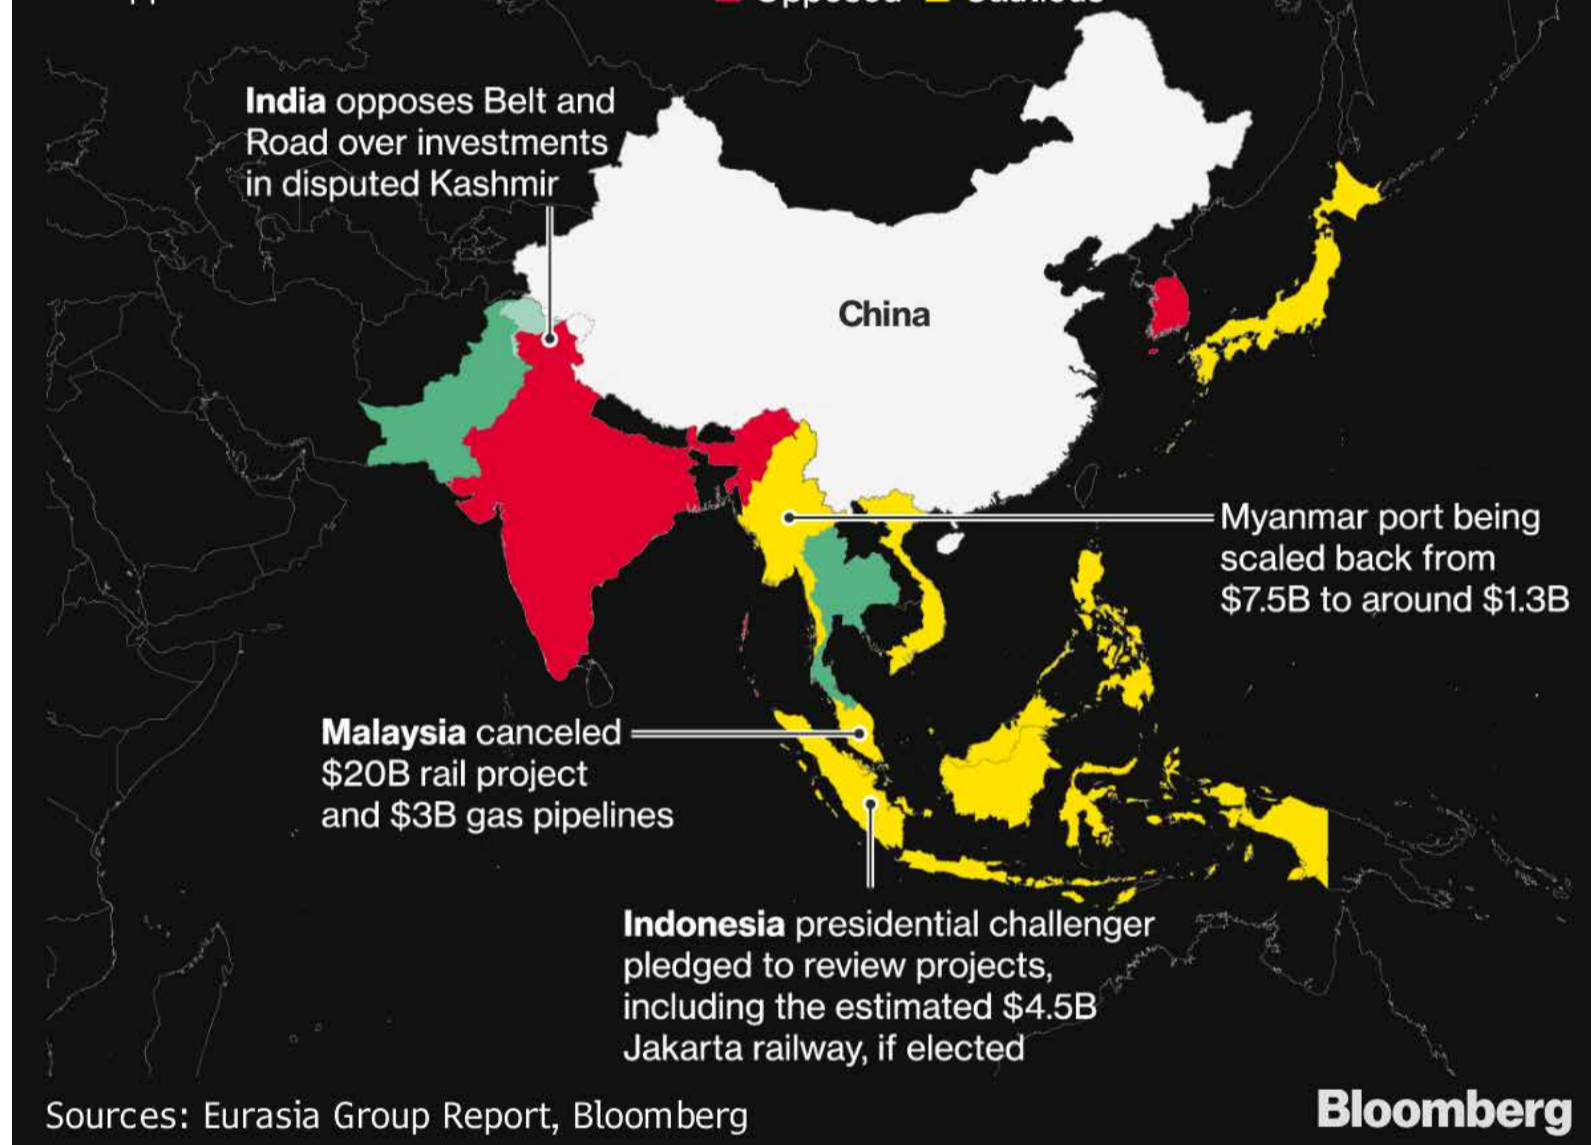 Opposed Cautious
India opposes Belt and
Road over investments
in disputed Kashmir
China
Myanmar port being
scaled back from
$7.5B to around $1.3B
Malaysia canceled
$20B rail project
and $3B gas pipelines
Indonesia presidential challenger
pledged to review projects,
including the estimated $4.5B
Jakarta railway, if elected
Sources: Eurasia Group Report, Bloomberg
Bloomberg